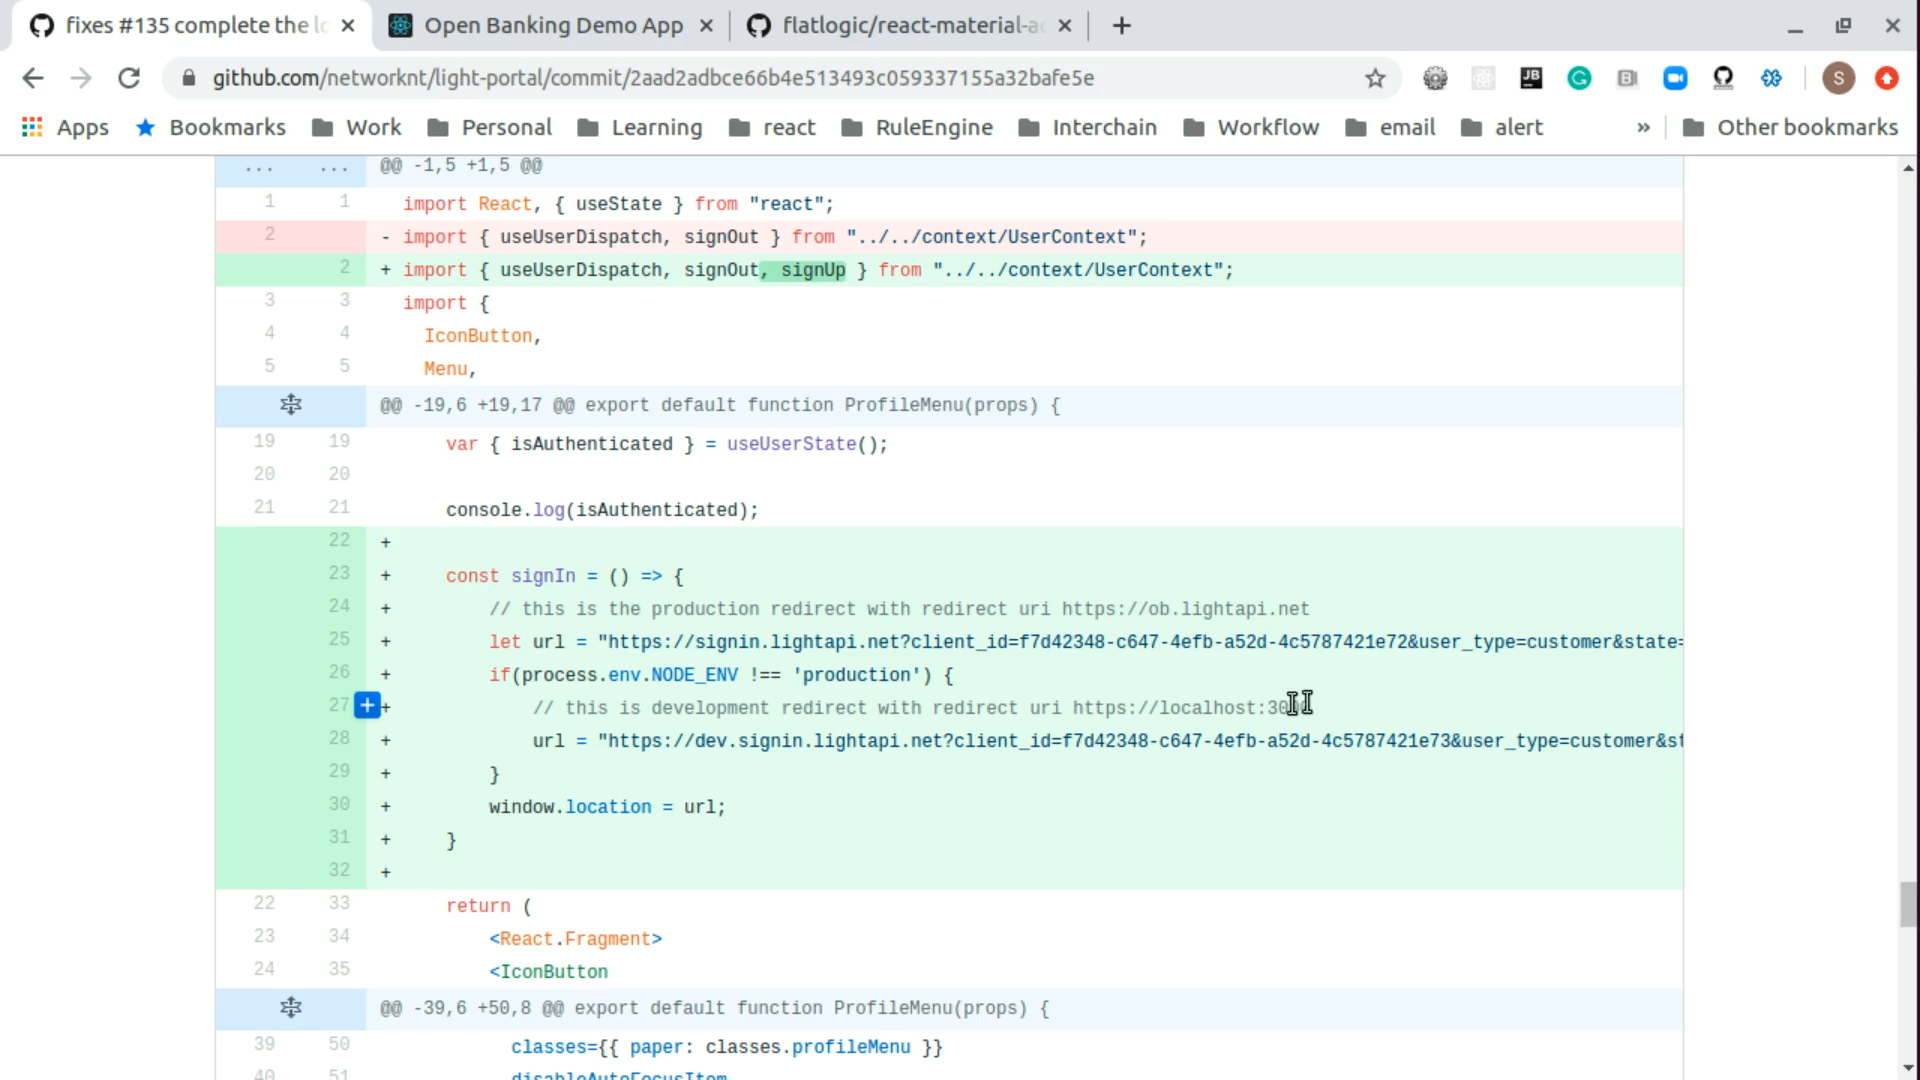 fixes #135 complete the lo
Open Banking Demo App
flatlogic/react-material-a
github.com/networknt/light-portal/commit/2aad2adbce66b4e513493c059337155a32bafe5e
JB
S
Apps
Bookmarks
Work
Personal
Learning
react
RuleEngine
Interchain
Workflow
email
alert
»
Other bookmarks
... ... @@ -1,5 +1,5 @@
1 1 import React, { useState } from "react";
2 - import { useUserDispatch, signOut } from "../../context/UserContext";
2 + import { useUserDispatch, signOut, signUp } from "../../context/UserContext";
3 3 import {
4 4 IconButton,
5 5 Menu,
@@ -19,6 +19,17 @@ export default function ProfileMenu(props) {
19 19 var { isAuthenticated } = useUserState();
20 20
21 21 console.log(isAuthenticated);
22 +
23 + const signIn = () => {
24 + // this is the production redirect with redirect uri https://ob.lightapi.net
25 + let url = "https://signin.lightapi.net?client_id=f7d42348-c647-4efb-a52d-4c5787421e72&user_type=customer&state=
26 + if(process.env.NODE_ENV !== 'production') {
27 + // this is development redirect with redirect uri https://localhost:30
28 + url = "https://dev.signin.lightapi.net?client_id=f7d42348-c647-4efb-a52d-4c5787421e73&user_type=customer&st
29 + }
30 + window.location = url;
31 + }
32 +
22 33 return (
23 34 <React.Fragment>
24 35 <IconButton
@@ -39,6 +50,8 @@ export default function ProfileMenu(props) {
39 50 classes={{ paper: classes.profileMenu }}
40 51 disableAutoFocusItem